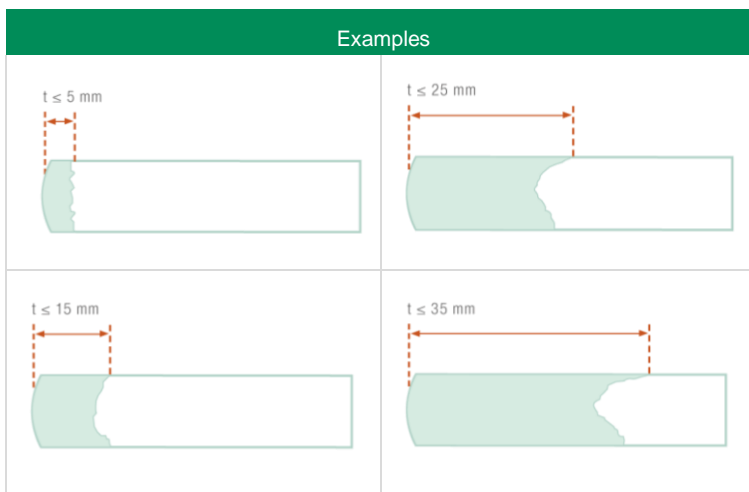 Examples
t ≤ 5 mm
t ≤ 25 mm
t ≤ 15 mm
t ≤ 35 mm